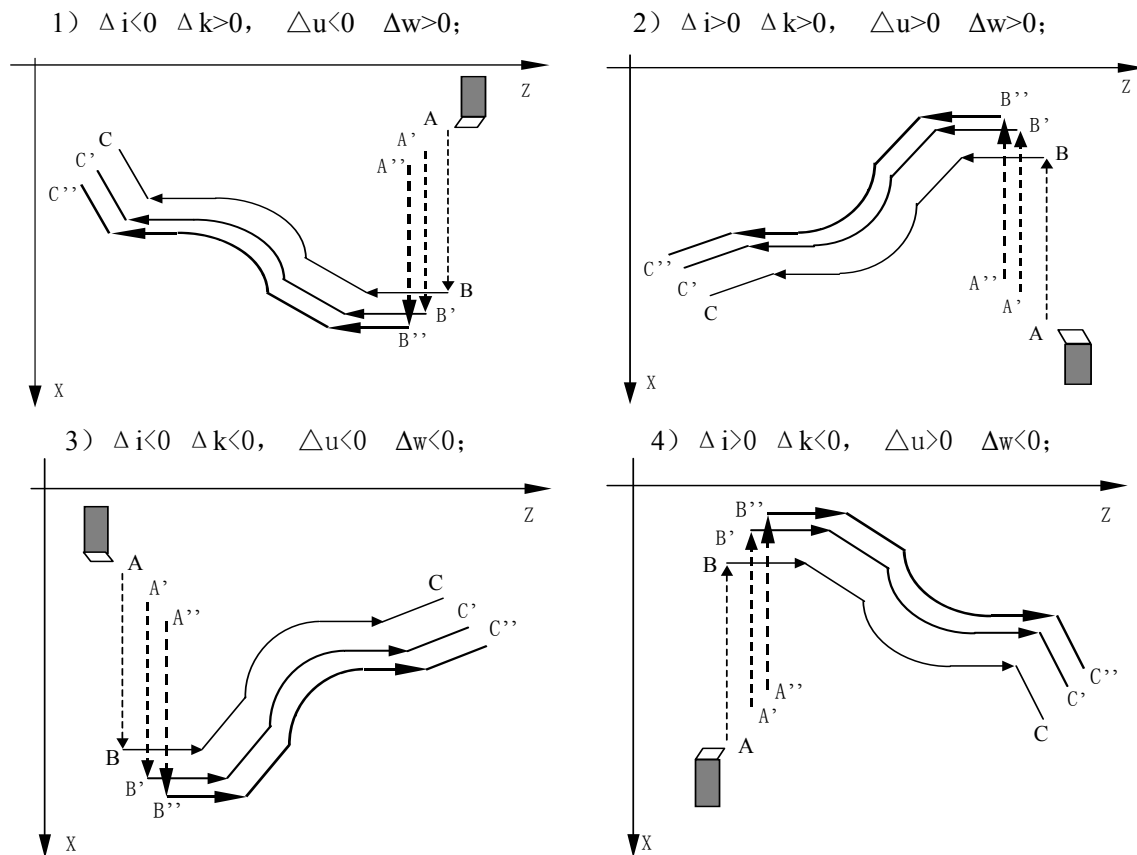 1） Δi<0 Δk>0， △u<0 Δw>0；
2） Δi>0 Δk>0， △u>0 Δw>0；
Z
A
A’
A’’
C
C’
C’’
B
B’
B’’
X
Z
B’’
B’
B
C’’
C’
C
A’’
A’
A
X
3） Δi<0 Δk<0， △u<0 Δw<0；
4） Δi>0 Δk<0， △u>0 Δw<0；
Z
A
A’
A’’
C
C’
C’’
B
B’
B’’
X
Z
B’’
B’
B
A’’
A’
A
C’’
C’
C
X